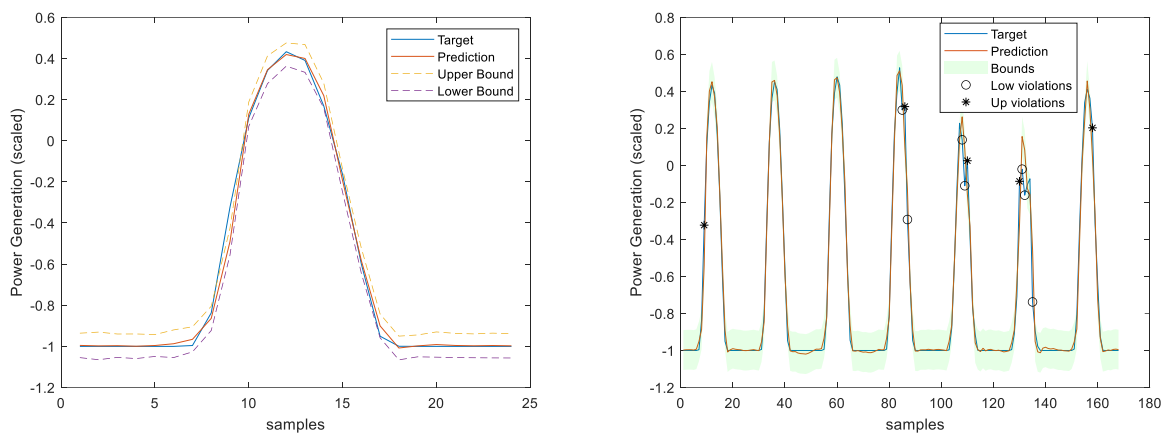 0.6
0.4
0.2
0
-0.2
-0.4
-0.6
-0.8
-1
-1.2
Power Generation (scaled)
0 5 10 15 20 25
samples
Target
Prediction
Upper Bound
Lower Bound
0.8
0.6
0.4
0.2
0
-0.2
-0.4
-0.6
-0.8
-1
-1.2
Power Generation (scaled)
0 20 40 60 80 100 120 140 160 180
samples
Target
Prediction
Bounds
Low violations
Up violations